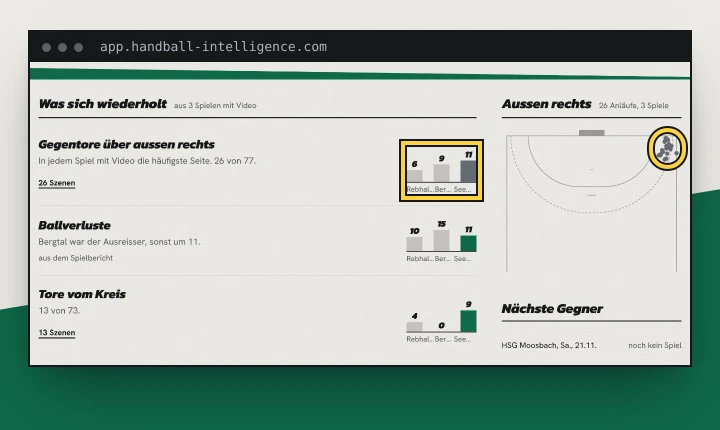 app.handball-intelligence.com
Was sich wiederholt aus 3 Spielen mit Video
Gegentore über aussen rechts
In jedem Spiel mit Video die häufigste Seite. 26 von 77.
26 Szenen
6 9 11
Rebhal... Ber... See...
Ballverluste
Bergtal war der Ausreisser, sonst um 11.
aus dem Spielbericht
10 15 11
Rebhal... Ber... See...
Tore vom Kreis
13 von 73.
13 Szenen
4 0 9
Rebhal... Ber... See...
Aussen rechts 26 Anläufe, 3 Spiele
Nächste Gegner
HSG Moosbach, Sa., 21.11. noch kein Spiel